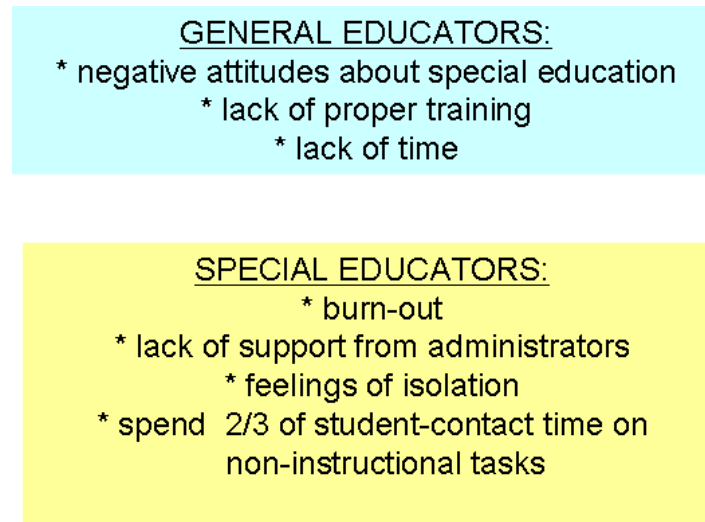 GENERAL EDUCATORS:
* negative attitudes about special education
* lack of proper training
* lack of time
SPECIAL EDUCATORS:
* burn-out
* lack of support from administrators
* feelings of isolation
* spend  2/3 of student-contact time on
non-instructional tasks